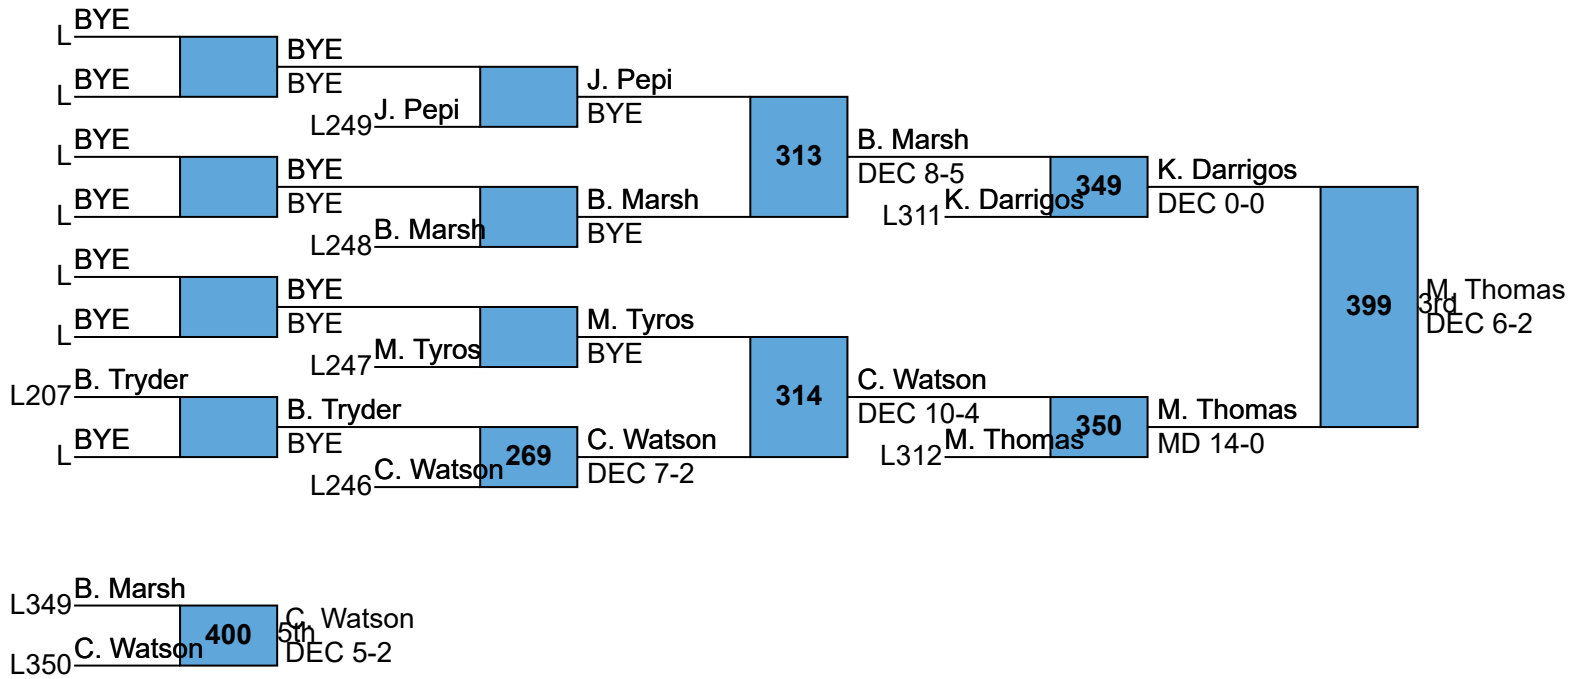 BYE
L
BYE
BYE
L
BYE
J. Pepi
L249
J. Pepi
BYE
BYE
L
BYE
BYE
L
BYE
B. Marsh
L248
B. Marsh
BYE
313
B. Marsh
DEC 8-5
L311
K. Darrigos
349
K. Darrigos
DEC 0-0
BYE
L
BYE
BYE
L
BYE
M. Tyros
L247
M. Tyros
BYE
L207
B. Tryder
BYE
L
B. Tryder
BYE
L246
C. Watson
269
C. Watson
DEC 7-2
314
C. Watson
DEC 10-4
L312
M. Thomas
350
M. Thomas
MD 14-0
399
3rd
M. Thomas
DEC 6-2
L349
B. Marsh
L350
C. Watson
400
5th
C. Watson
DEC 5-2